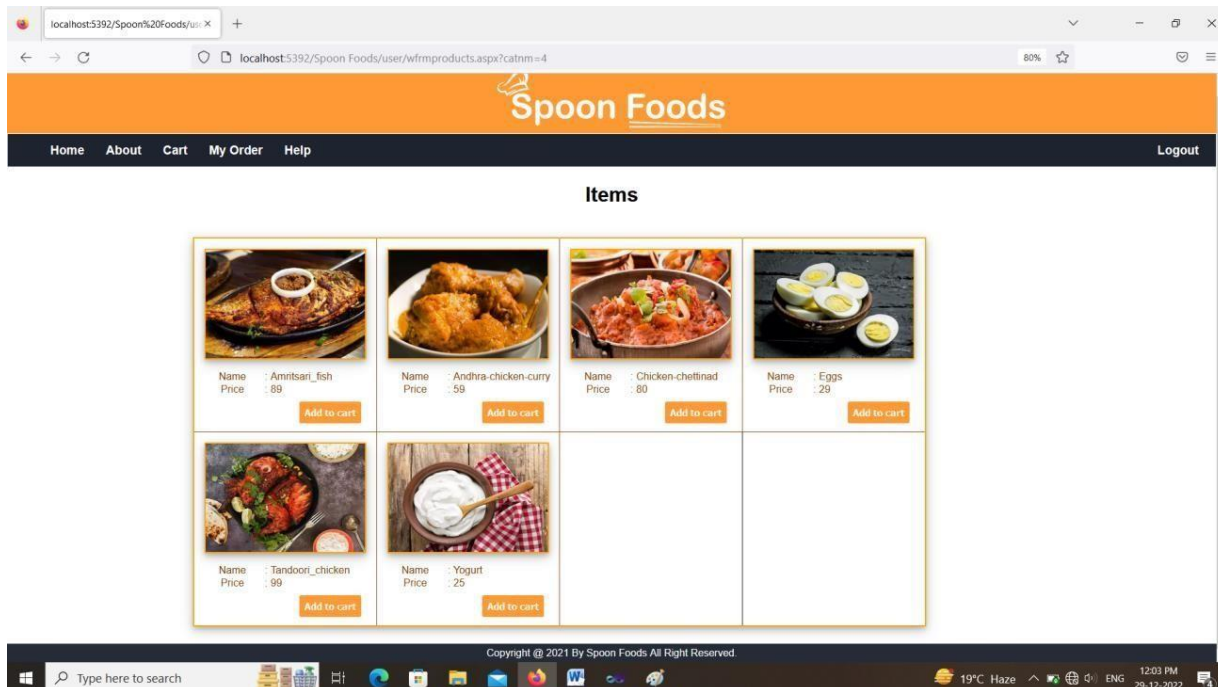 localhost:5392/Spoon%20Foods/use
localhost:5392/Spoon Foods/user/wfrmproducts.aspx?catnm=4
80%
Spoon Foods
Home About Cart My Order Help Logout
Items
Name : Amritsari_fish
Price : 89
Add to cart
Name : Andhra-chicken-curry
Price : 59
Add to cart
Name : Chicken-chettinad
Price : 80
Add to cart
Name : Eggs
Price : 29
Add to cart
Name : Tandoori_chicken
Price : 99
Add to cart
Name : Yogurt
Price : 25
Add to cart
Copyright @ 2021 By Spoon Foods All Right Reserved.
Type here to search
19°C Haze ENG 12:03 PM
29-12-2022
4